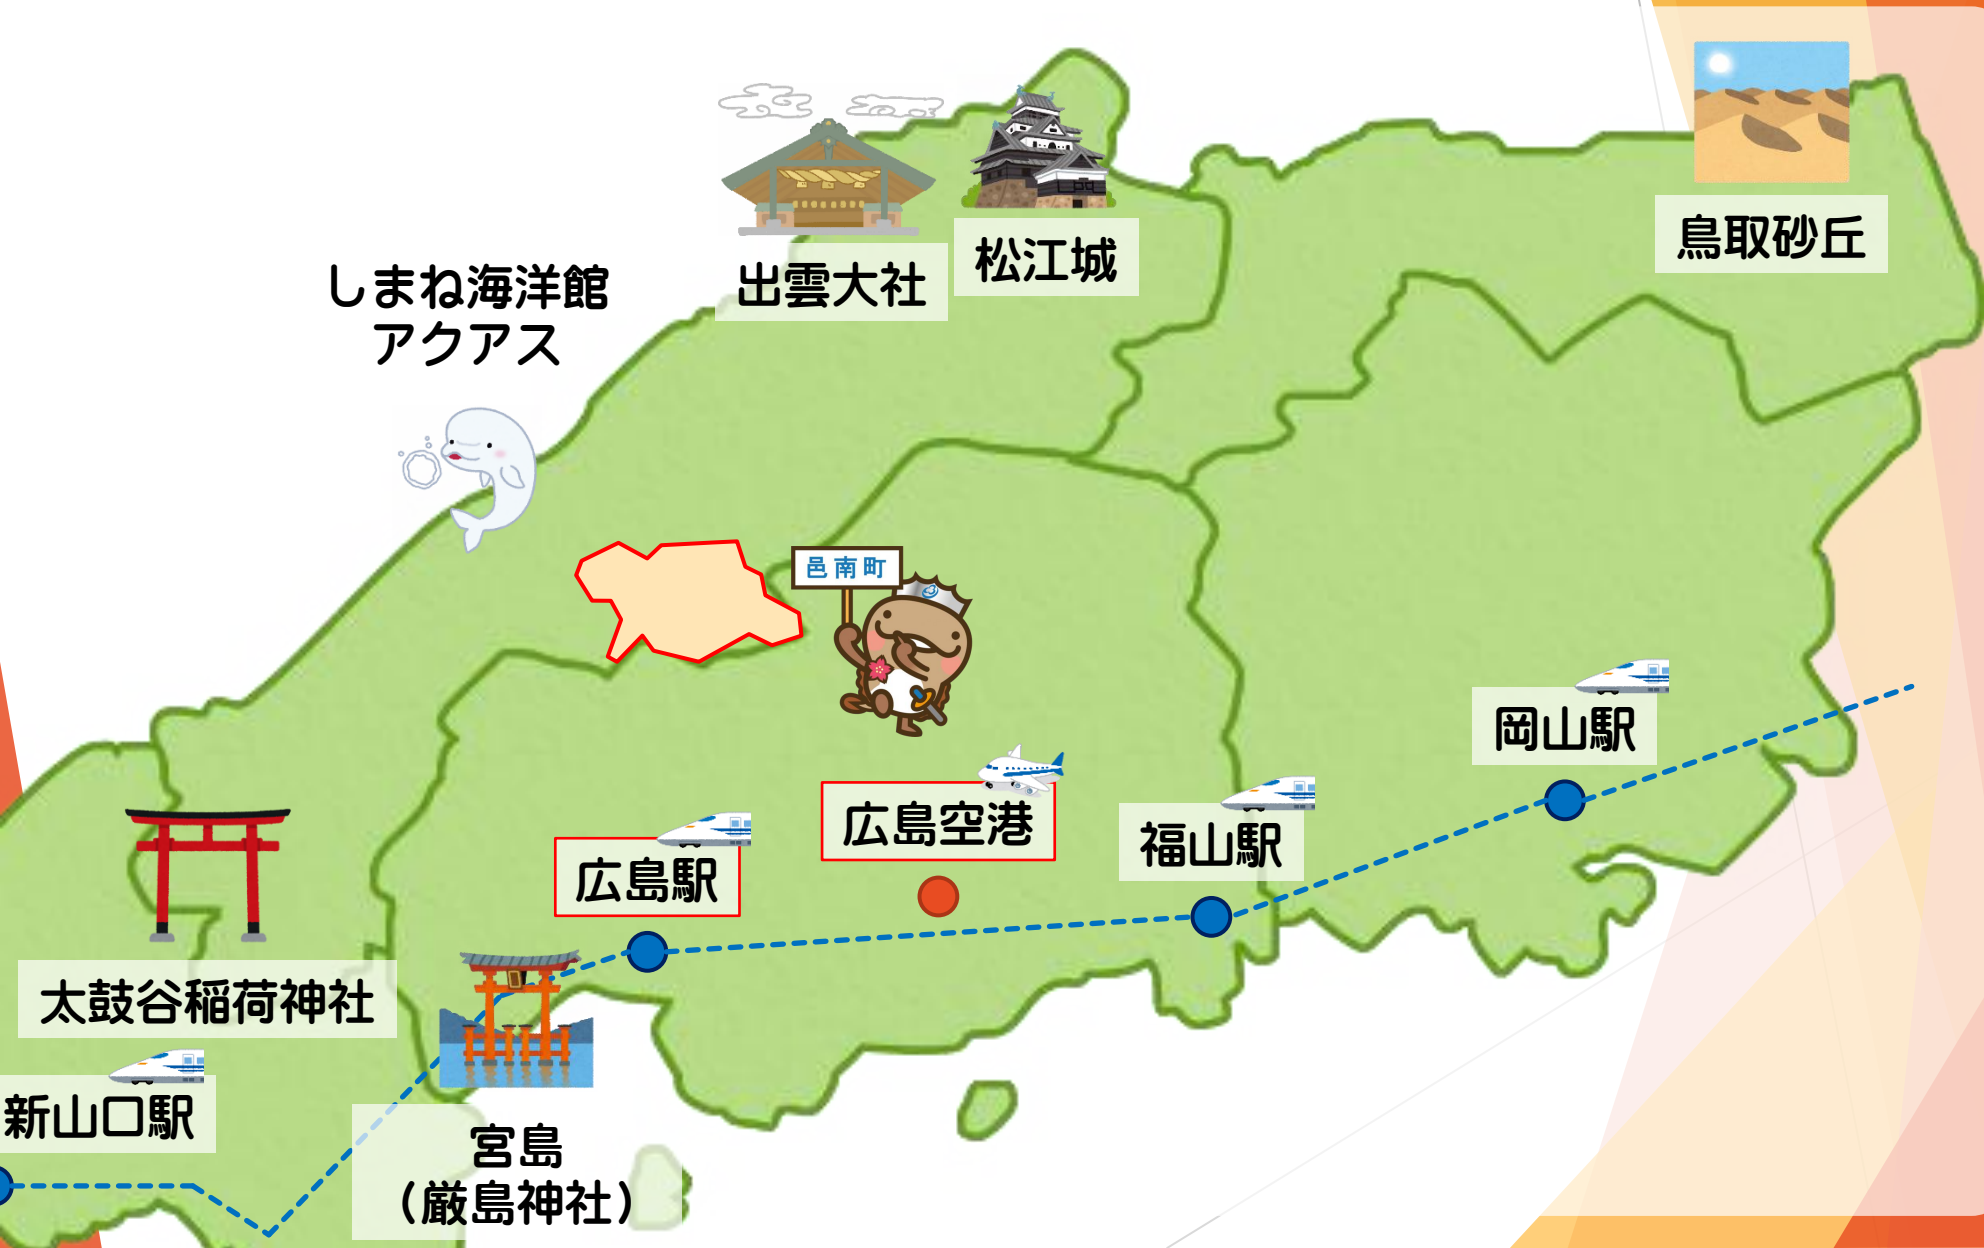 鳥取砂丘
松江城
出雲大社
しまね海洋館
アクアス
邑南町
岡山駅
広島空港
福山駅
広島駅
太鼓谷稲荷神社
新山口駅
宮島
（厳島神社）